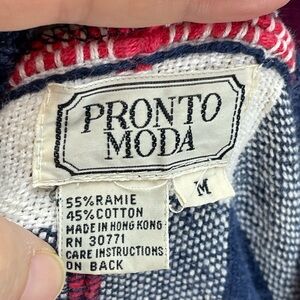 PRONTO
MODA
M
55% RAMIE
45% COTTON
MADE IN HONG KONG
RN 30771
CARE INSTRUCTIONS
ON BACK